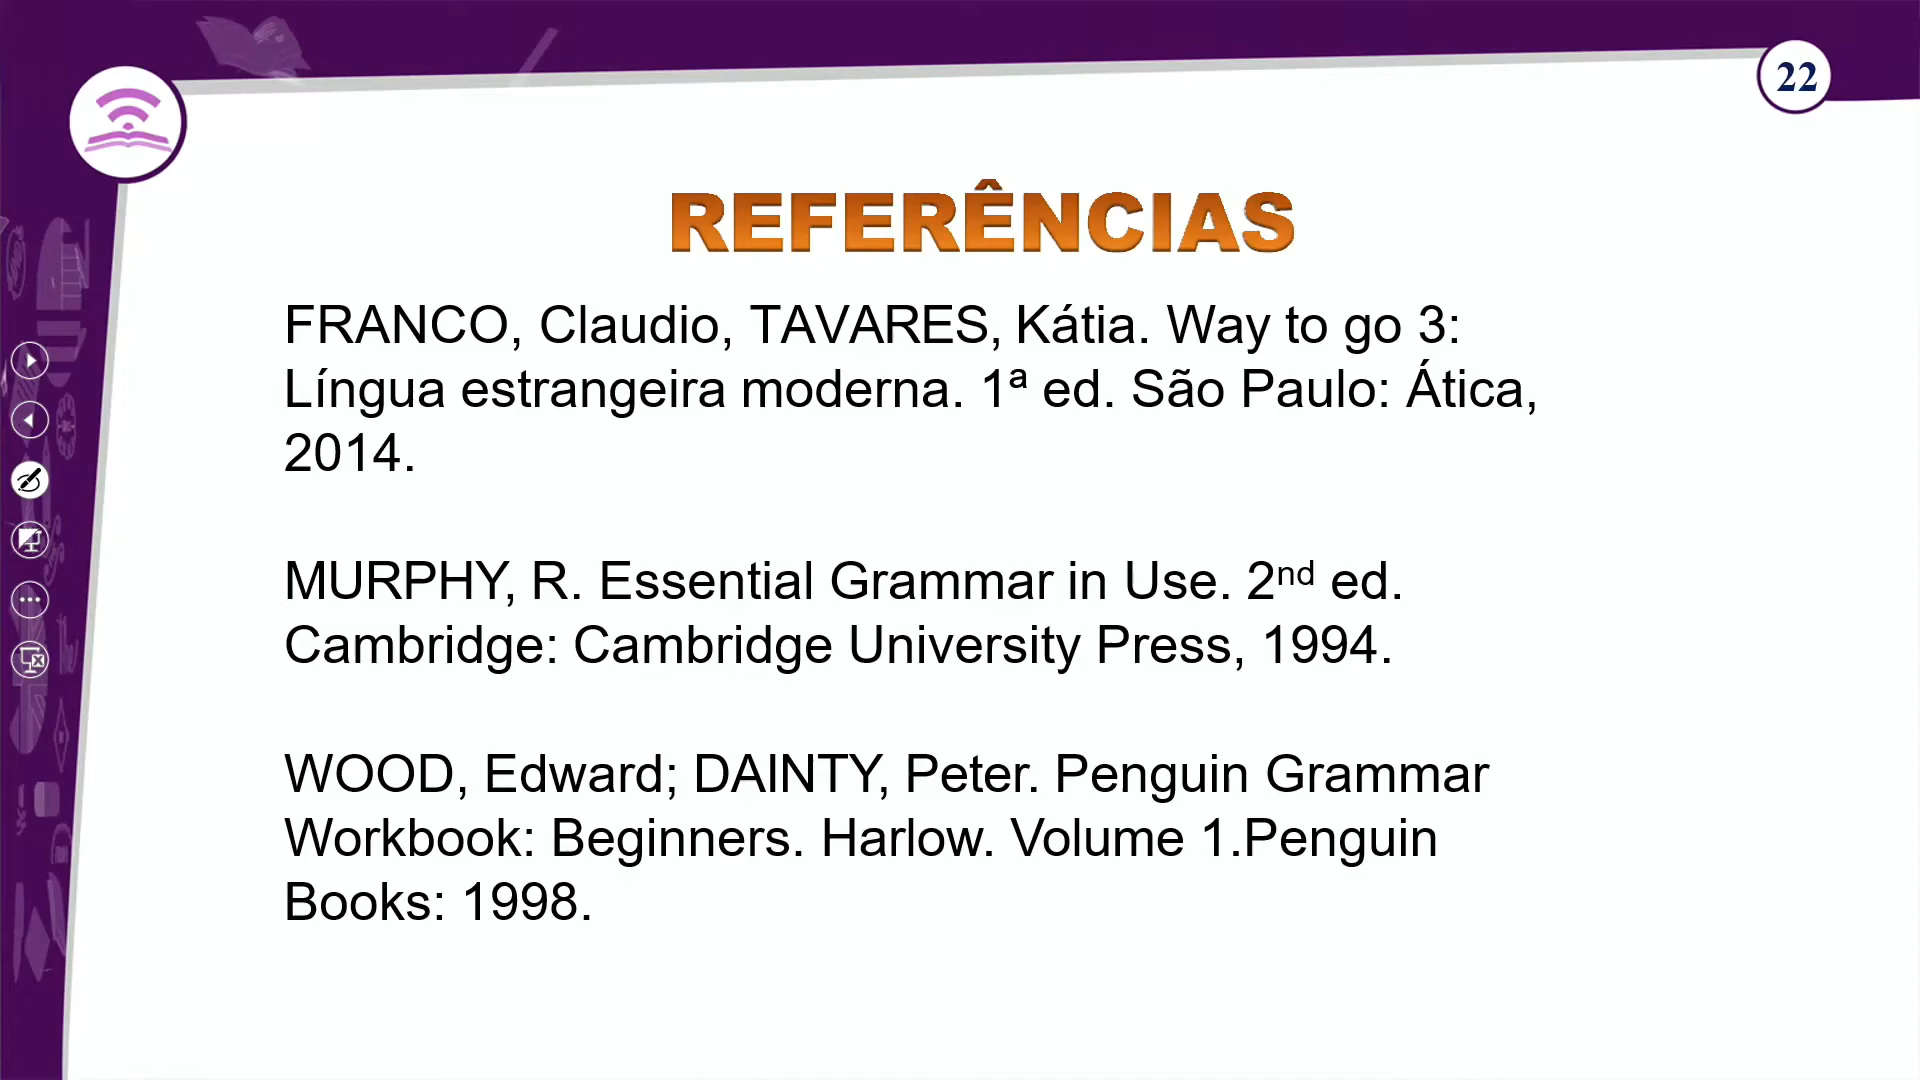 22
REFERÊNCIAS
FRANCO, Claudio, TAVARES, Kátia. Way to go 3:
Língua estrangeira moderna. 1ª ed. São Paulo: Ática,
2014.
MURPHY, R. Essential Grammar in Use. 2nd ed.
Cambridge: Cambridge University Press, 1994.
WOOD, Edward; DAINTY, Peter. Penguin Grammar
Workbook: Beginners. Harlow. Volume 1.Penguin
Books: 1998.